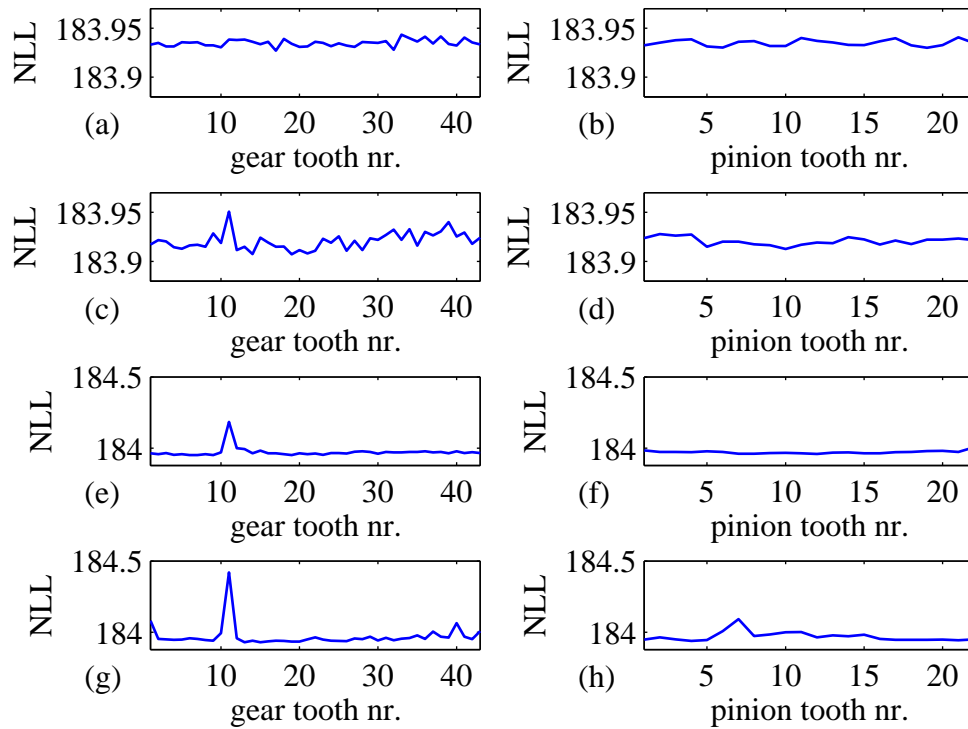 NLL
183.95
183.9
(a)
10 20 30 40
gear tooth nr.
NLL
183.95
183.9
(b)
5 10 15 20
pinion tooth nr.
NLL
183.95
183.9
(c)
10 20 30 40
gear tooth nr.
NLL
183.95
183.9
(d)
5 10 15 20
pinion tooth nr.
NLL
184.5
184
(e)
10 20 30 40
gear tooth nr.
NLL
184.5
184
(f)
5 10 15 20
pinion tooth nr.
NLL
184.5
184
(g)
10 20 30 40
gear tooth nr.
NLL
184.5
184
(h)
5 10 15 20
pinion tooth nr.